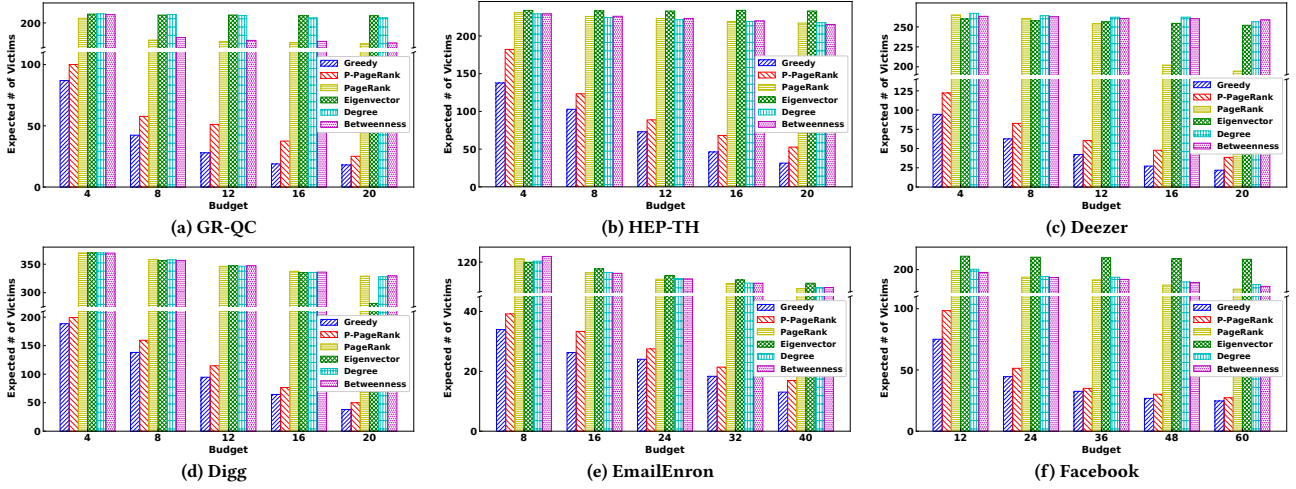 Expected # of Victims
200
100
50
0
Greedy
P-PageRank
PageRank
Eigenvector
Degree
Betweenness
4 8 12 16 20
Budget
(a) GR-QC
Expected # of Victims
200
150
100
50
0
Greedy
P-PageRank
PageRank
Eigenvector
Degree
Betweenness
4 8 12 16 20
Budget
(b) HEP-TH
Expected # of Victims
250
225
200
125
100
75
50
25
0
Greedy
P-PageRank
PageRank
Eigenvector
Degree
Betweenness
4 8 12 16 20
Budget
(c) Deezer
Expected # of Victims
350
300
200
150
100
50
0
Greedy
P-PageRank
PageRank
Eigenvector
Degree
Betweenness
4 8 12 16 20
Budget
(d) Digg
Expected # of Victims
120
40
20
0
Greedy
P-PageRank
PageRank
Eigenvector
Degree
Betweenness
8 16 24 32 40
Budget
(e) EmailEnron
Expected # of Victims
200
100
50
0
Greedy
P-PageRank
PageRank
Eigenvector
Degree
Betweenness
12 24 36 48 60
Budget
(f) Facebook